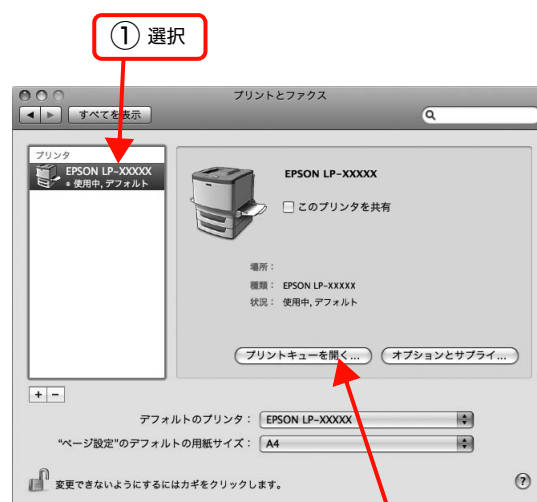 ① 選択
プリントとファクス
すべてを表示
プリンタ
EPSON LP-XXXXX
使用中, デフォルト
EPSON LP-XXXXX
このプリンタを共有
場所：
種類： EPSON LP-XXXXX
状況： 使用中, デフォルト
プリントキューを開く...
オプションとサプライ...
+ −
デフォルトのプリンタ： EPSON LP-XXXXX
"ページ設定"のデフォルトの用紙サイズ： A4
変更できないようにするにはカギをクリックします。
?